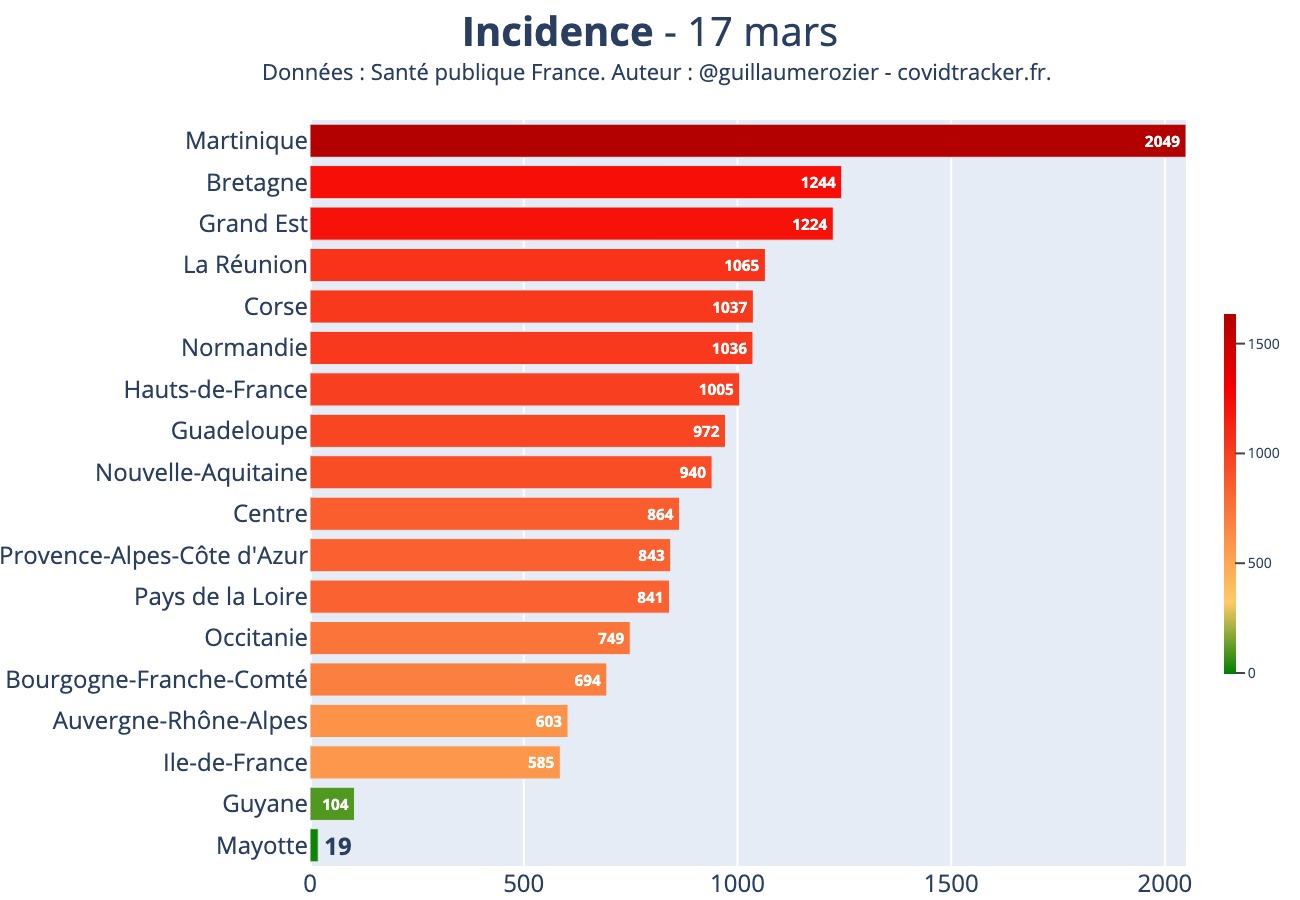 Incidence - 17 mars
Données : Santé publique France. Auteur : @guillaumerozier - covidtracker.fr.
Martinique 2049
Bretagne 1244
Grand Est 1224
La Réunion 1065
Corse 1037
Normandie 1036
Hauts-de-France 1005
Guadeloupe 972
Nouvelle-Aquitaine 940
Centre 864
Provence-Alpes-Côte d'Azur 843
Pays de la Loire 841
Occitanie 749
Bourgogne-Franche-Comté 694
Auvergne-Rhône-Alpes 603
Ile-de-France 585
Guyane 104
Mayotte 19
0 500 1000 1500 2000
1500
1000
500
0